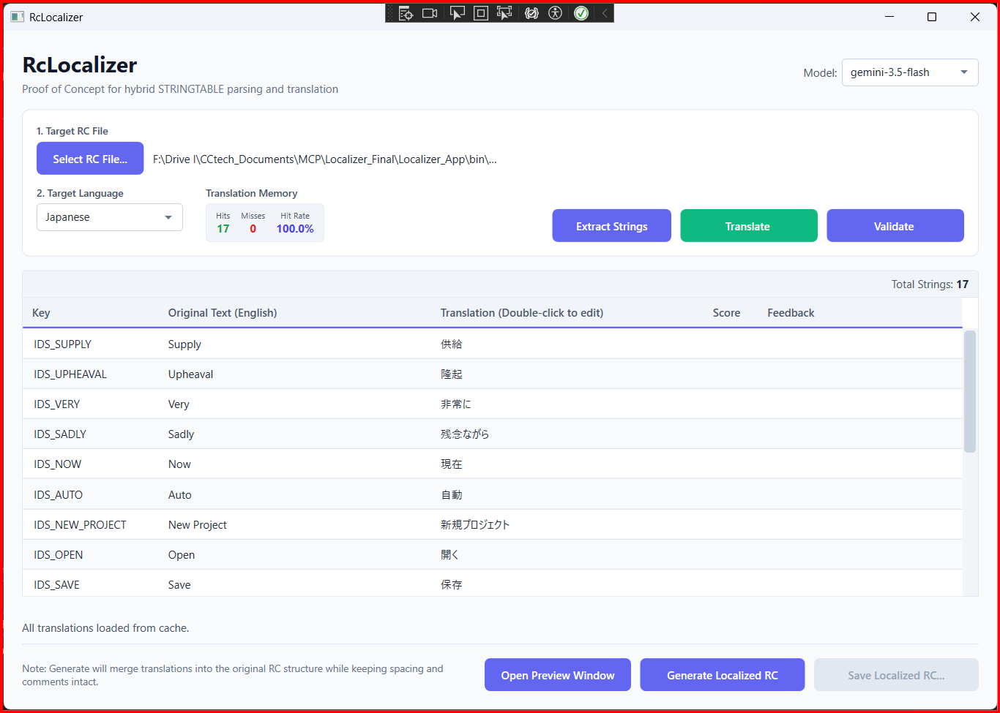 RcLocalizer
RcLocalizer
Proof of Concept for hybrid STRINGTABLE parsing and translation
Model: gemini-3.5-flash
1. Target RC File
Select RC File... F:\Drive I\CCtech_Documents\MCP\Localizer_Final\Localizer_App\bin\...
2. Target Language Translation Memory
Japanese
Hits Misses Hit Rate
17 0 100.0%
Extract Strings Translate Validate
Total Strings: 17
Key Original Text (English) Translation (Double-click to edit) Score Feedback
IDS_SUPPLY Supply 供給
IDS_UPHEAVAL Upheaval 隆起
IDS_VERY Very 非常に
IDS_SADLY Sadly 残念ながら
IDS_NOW Now 現在
IDS_AUTO Auto 自動
IDS_NEW_PROJECT New Project 新規プロジェクト
IDS_OPEN Open 開く
IDS_SAVE Save 保存
All translations loaded from cache.
Note: Generate will merge translations into the original RC structure while keeping spacing and
comments intact.
Open Preview Window Generate Localized RC Save Localized RC...